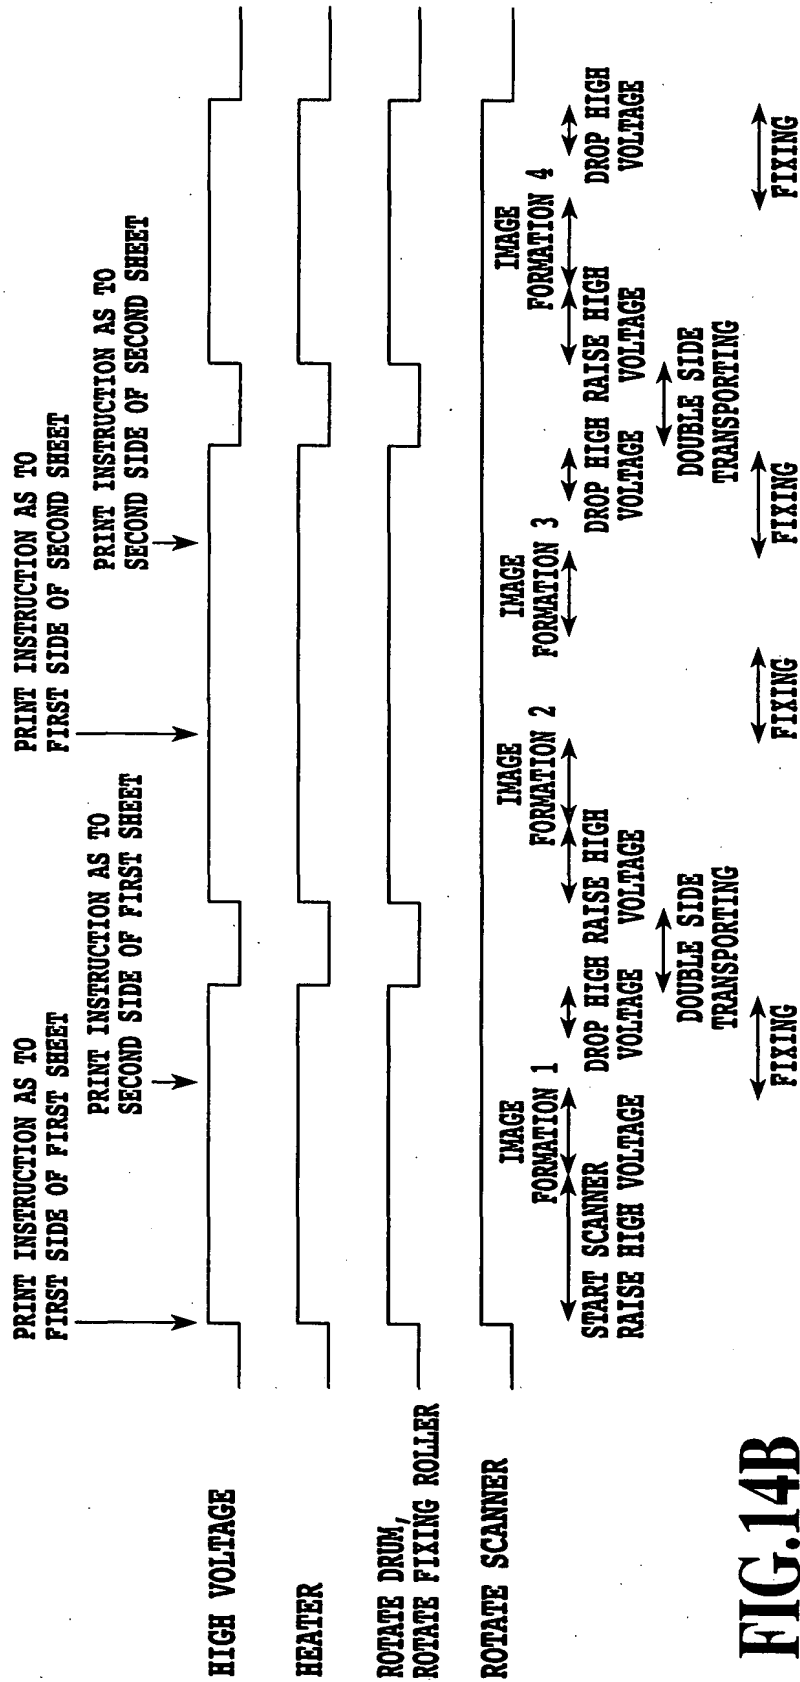 PRINT INSTRUCTION AS TO
FIRST SIDE OF FIRST SHEET
PRINT INSTRUCTION AS TO
SECOND SIDE OF FIRST SHEET
PRINT INSTRUCTION AS TO
FIRST SIDE OF SECOND SHEET
PRINT INSTRUCTION AS TO
SECOND SIDE OF SECOND SHEET
HIGH VOLTAGE
HEATER
ROTATE DRUM,
ROTATE FIXING ROLLER
ROTATE SCANNER
IMAGE
FORMATION 1
IMAGE
FORMATION 2
IMAGE
FORMATION 3
IMAGE
FORMATION 4
START SCANNER
RAISE HIGH VOLTAGE
DROP HIGH
VOLTAGE
RAISE HIGH
VOLTAGE
DROP HIGH
VOLTAGE
RAISE HIGH
VOLTAGE
DROP HIGH
VOLTAGE
DOUBLE SIDE
TRANSPORTING
DOUBLE SIDE
TRANSPORTING
FIXING
FIXING
FIXING
FIXING
FIG.14B